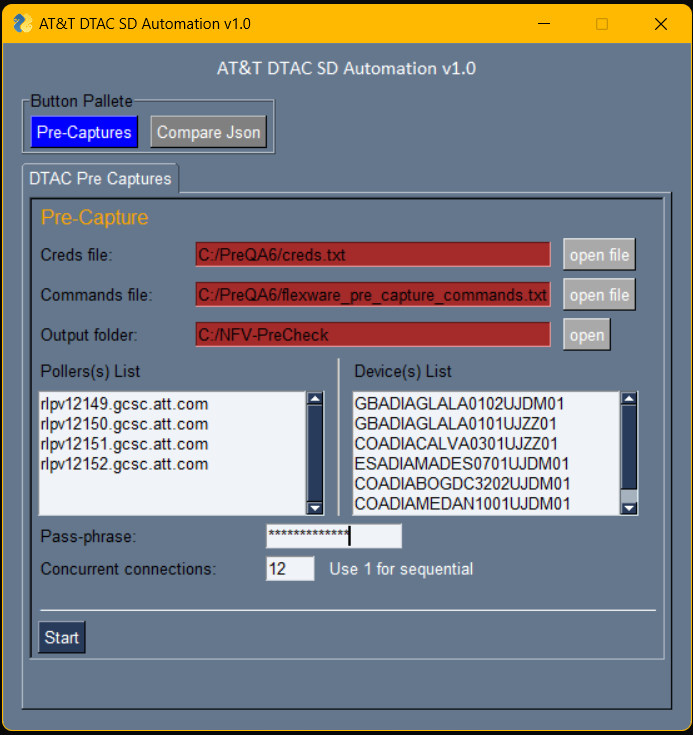 AT&T DTAC SD Automation v1.0
AT&T DTAC SD Automation v1.0
Button Pallete
Pre-Captures
Compare Json
DTAC Pre Captures
Pre-Capture
Creds file:
C:/PreQA6/creds.txt
open file
Commands file:
C:/PreQA6/flexware_pre_capture_commands.txt
open file
Output folder:
C:/NFV-PreCheck
open
Pollers(s) List
rlpv12149.gcsc.att.com
rlpv12150.gcsc.att.com
rlpv12151.gcsc.att.com
rlpv12152.gcsc.att.com
Device(s) List
GBADIAGLALA0102UJDM01
GBADIAGLALA0101UJZZ01
COADIACALVA0301UJZZ01
ESADIAMADES0701UJDM01
COADIABOGDC3202UJDM01
COADIAMEDAN1001UJDM01
Pass-phrase:
*************
Concurrent connections:
12
Use 1 for sequential
Start